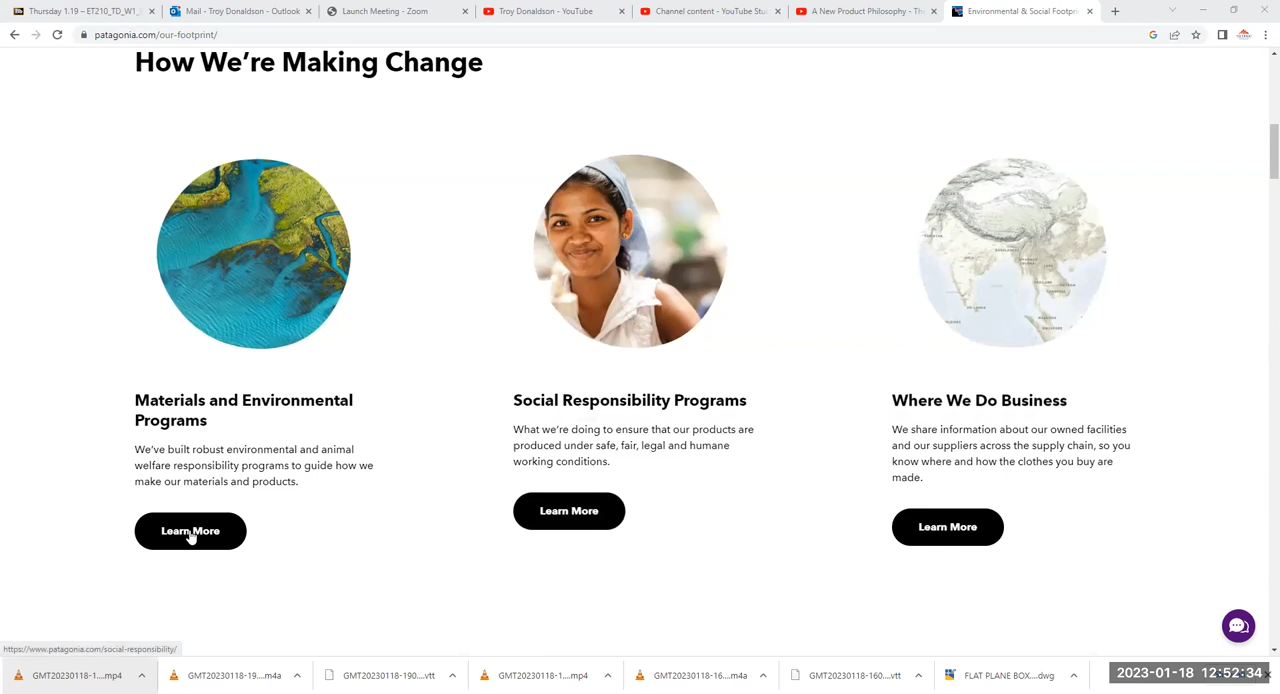 Thursday 1.19 – ET210_TD_W1_
Mail - Troy Donaldson - Outlook
Launch Meeting - Zoom
Troy Donaldson - YouTube
Channel content - YouTube Stu
A New Product Philosophy - Th
Environmental & Social Footpri
patagonia.com/our-footprint/
How We’re Making Change
Materials and Environmental
Programs
We’ve built robust environmental and animal
welfare responsibility programs to guide how we
make our materials and products.
Learn More
Social Responsibility Programs
What we’re doing to ensure that our products are
produced under safe, fair, legal and humane
working conditions.
Learn More
Where We Do Business
We share information about our owned facilities
and our suppliers across the supply chain, so you
know where and how the clothes you buy are
made.
Learn More
https://www.patagonia.com/social-responsibility/
GMT20230118-1....mp4
GMT20230118-19....m4a
GMT20230118-190....vtt
GMT20230118-1....mp4
GMT20230118-16....m4a
GMT20230118-160....vtt
FLAT PLANE BOX....dwg
2023-01-18 12:52:34